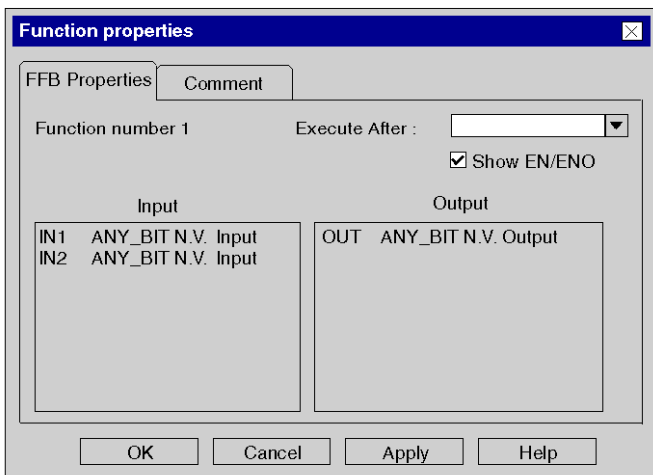 Function properties
FFB Properties
Comment
Function number 1
Execute After :
Show EN/ENO
Input
Output
IN1 ANY_BIT N.V. Input
IN2 ANY_BIT N.V. Input
OUT ANY_BIT N.V. Output
OK
Cancel
Apply
Help